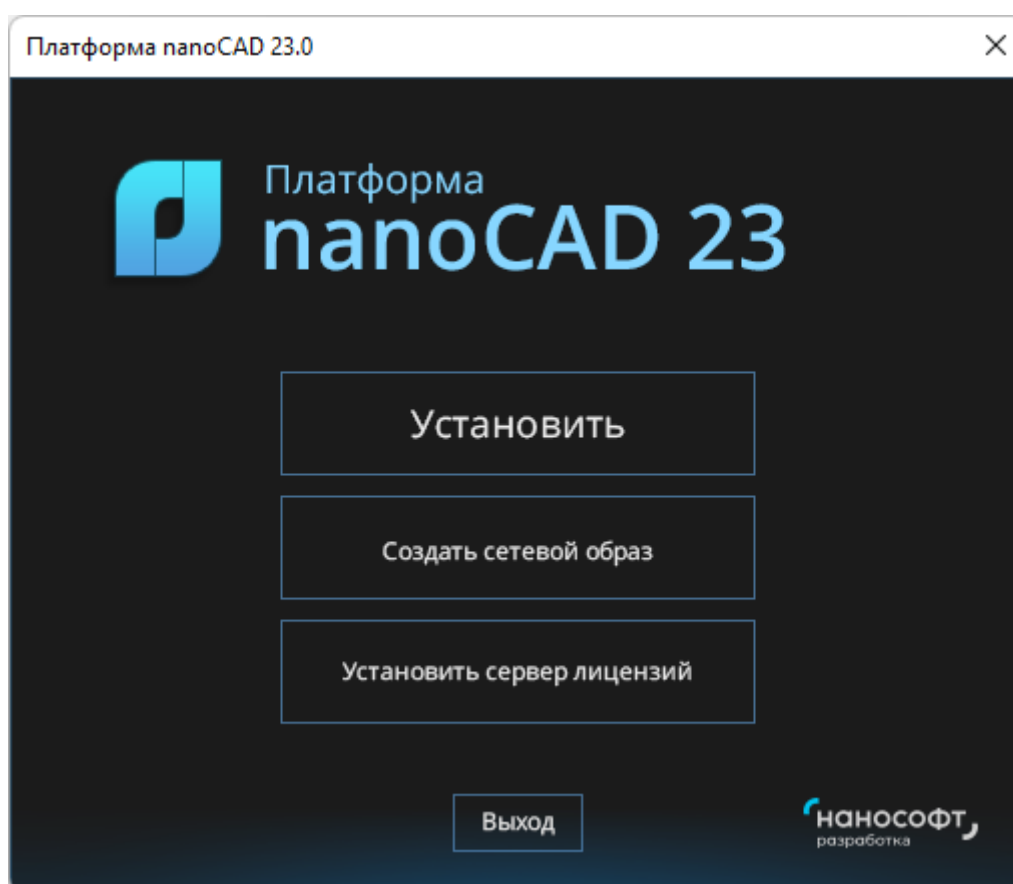 Платформа nanoCAD 23.0
Платформа
nanoCAD 23
Установить
Создать сетевой образ
Установить сервер лицензий
Выход
нанософт
разработка